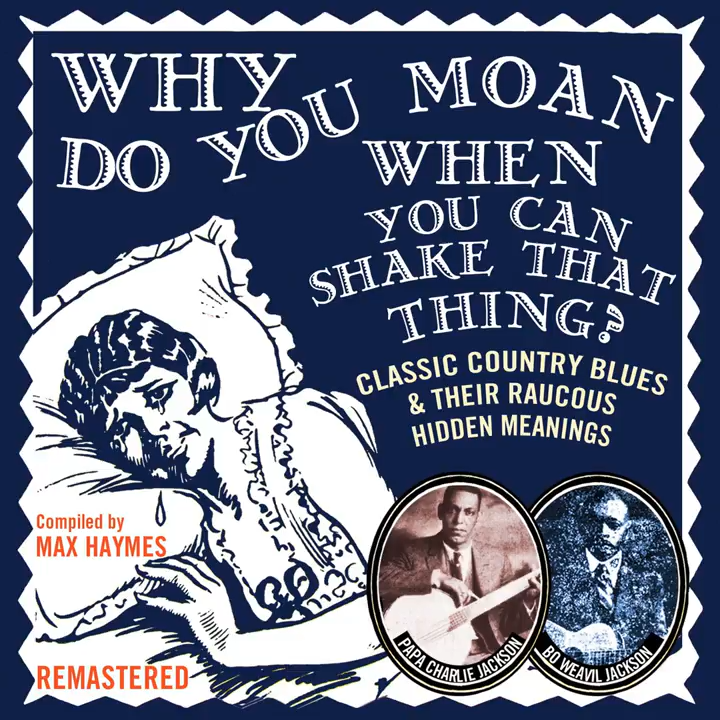 WHY
DO YOU MOAN
WHEN
YOU CAN
SHAKE THAT
THING?
CLASSIC COUNTRY BLUES
& THEIR RAUCOUS
HIDDEN MEANINGS
Compiled by
MAX HAYMES
PAPA CHARLIE JACKSON
BO WEAVIL JACKSON
REMASTERED